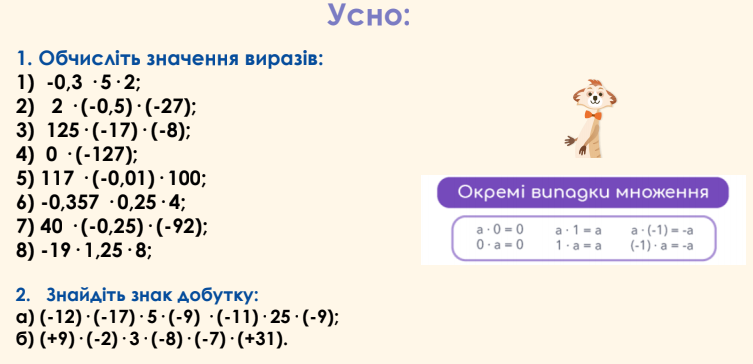 Усно:
1. Обчисліть значення виразів:
1) -0,3 ·5·2;
2) 2 ·(-0,5)·(-27);
3) 125·(-17)·(-8);
4) 0 ·(-127);
5) 117 ·(-0,01)·100;
6) -0,357 ·0,25·4;
7) 40 ·(-0,25)·(-92);
8) -19·1,25·8;
Окремі випадки множення
a · 0 = 0 a · 1 = a a · (-1) = -a
0 · a = 0 1 · a = a (-1) · a = -a
2. Знайдіть знак добутку:
а) (-12)·(-17)·5·(-9) ·(-11)·25·(-9);
б) (+9)·(-2)·3·(-8)·(-7)·(+31).